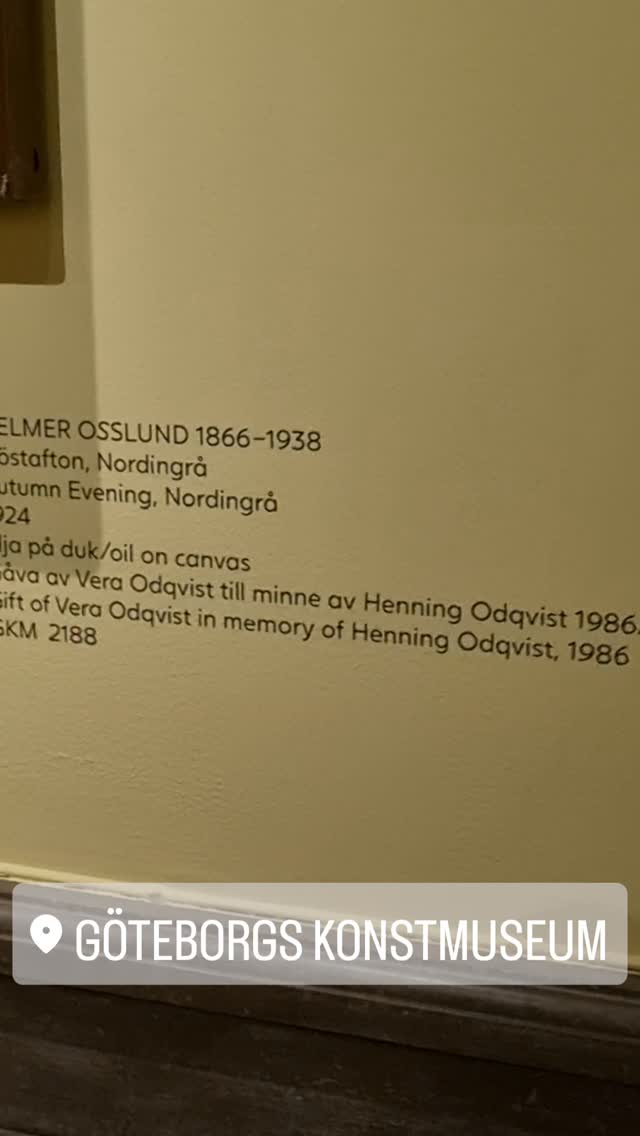 ELMER OSSLUND 1866–1938
östafton, Nordingrå
utumn Evening, Nordingrå
924
lja på duk/oil on canvas
åva av Vera Odqvist till minne av Henning Odqvist 1986.
ift of Vera Odqvist in memory of Henning Odqvist, 1986
GKM 2188
GÖTEBORGS KONSTMUSEUM